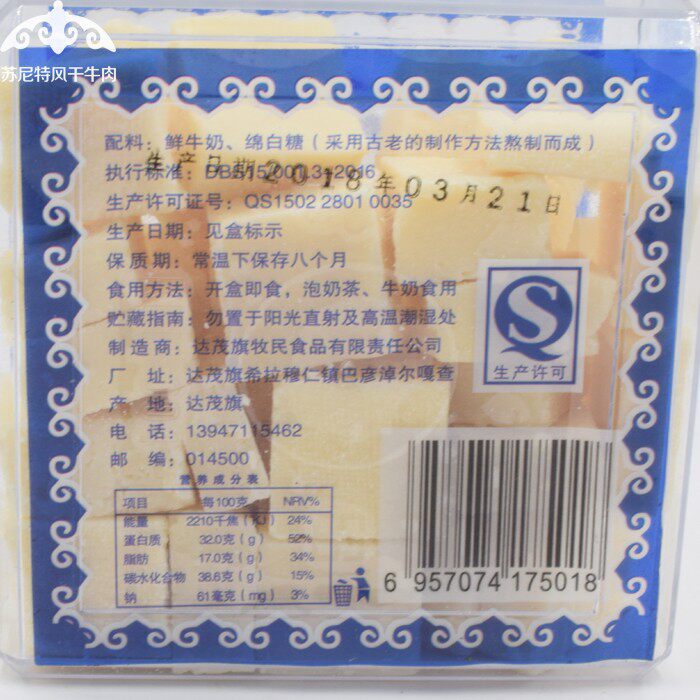 苏尼特风干牛肉
配料：鲜牛奶、绵白糖（采用古老的制作方法熬制而成）
生产日期2018年03月21日
执行标准：DBS15/001.3-2016
生产许可证号：QS1502 2801 0035
生产日期：见盒标示
保质期：常温下保存八个月
食用方法：开盒即食，泡奶茶、牛奶食用
贮藏指南：勿置于阳光直射及高温潮湿处
制造商：达茂旗牧民食品有限责任公司
厂 址：达茂旗希拉穆仁镇巴彦淖尔嘎查
产 地：达茂旗
电 话：13947115462
邮 编：014500
生产许可
营养成分表
项目 每100克 NRV%
能量 2210千焦（KJ） 24%
蛋白质 32.0克（g） 52%
脂肪 17.0克（g） 34%
碳水化合物 38.6克（g） 15%
钠 61毫克（mg） 3%
6 957074 175018